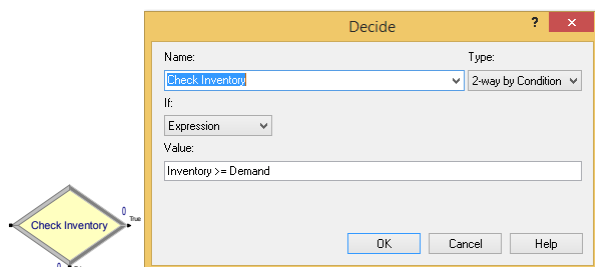 Decide
? ×
Name: Type:
Check Inventory 2-way by Condition
If:
Expression
Value:
Inventory >= Demand
0
True
Check Inventory
0
OK Cancel Help